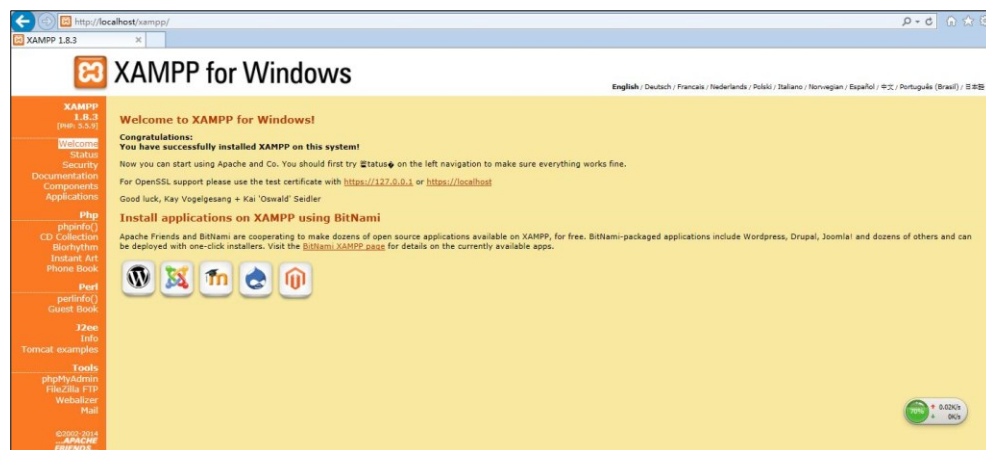 http://localhost/xampp/
XAMPP 1.8.3
XAMPP for Windows
English / Deutsch / Francais / Nederlands / Polski / Italiano / Norwegian / Español / 中文 / Português (Brasil) / 日本語
XAMPP
1.8.3
[PHP: 5.5.9]
Welcome
Status
Security
Documentation
Components
Applications
Php
phpinfo()
CD Collection
Biorhythm
Instant Art
Phone Book
Perl
perlinfo()
Guest Book
J2ee
Info
Tomcat examples
Tools
phpMyAdmin
FileZilla FTP
Webalizer
Mail
©2002-2014
...APACHE
FRIENDS
Welcome to XAMPP for Windows!
Congratulations:
You have successfully installed XAMPP on this system!
Now you can start using Apache and Co. You should first try tatus� on the left navigation to make sure everything works fine.
For OpenSSL support please use the test certificate with https://127.0.0.1 or https://localhost
Good luck, Kay Vogelgesang + Kai 'Oswald' Seidler
Install applications on XAMPP using BitNami
Apache Friends and BitNami are cooperating to make dozens of open source applications available on XAMPP, for free. BitNami-packaged applications include Wordpress, Drupal, Joomla! and dozens of others and can
be deployed with one-click installers. Visit the BitNami XAMPP page for details on the currently available apps.
70%
0.02K/s
0K/s